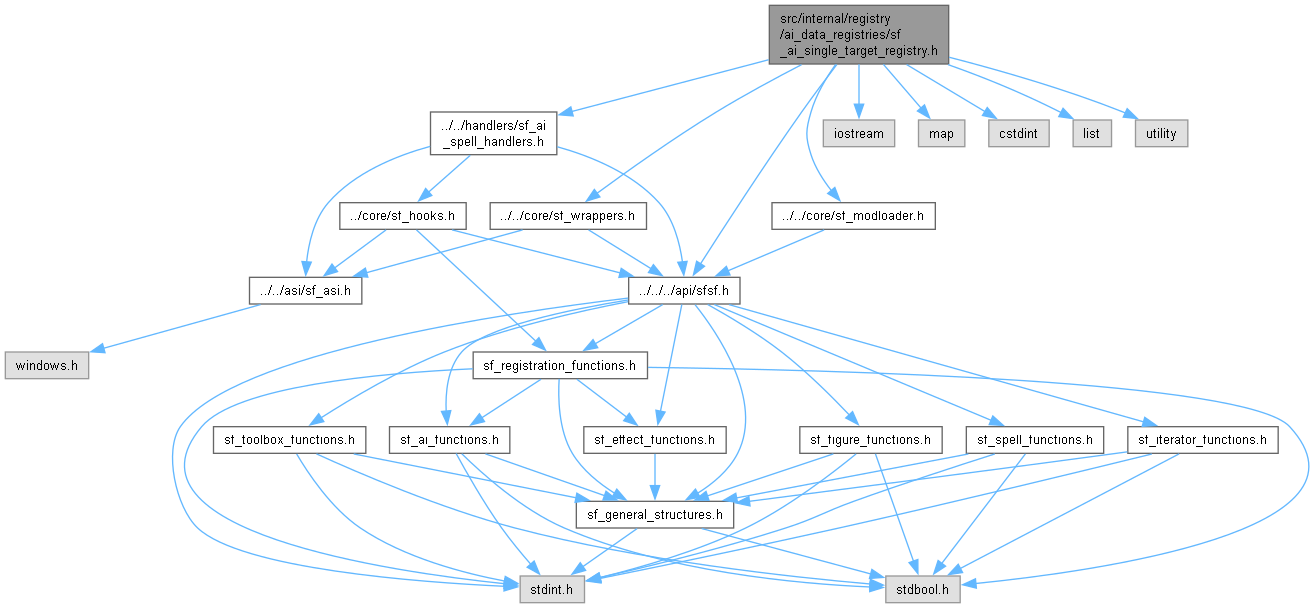 src/internal/registry
/ai_data_registries/sf
_ai_single_target_registry.h
../../handlers/sf_ai
_spell_handlers.h
iostream
map
cstdint
list
utility
../core/sf_hooks.h
../../core/sf_wrappers.h
../../core/sf_modloader.h
../../asi/sf_asi.h
../../../api/sfsf.h
windows.h
sf_registration_functions.h
sf_toolbox_functions.h
sf_ai_functions.h
sf_effect_functions.h
sf_figure_functions.h
sf_spell_functions.h
sf_iterator_functions.h
sf_general_structures.h
stdint.h
stdbool.h